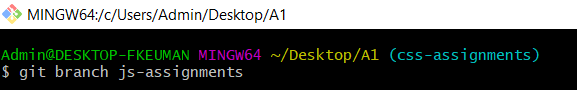 MINGW64:/c/Users/Admin/Desktop/A1
Admin@DESKTOP-FKEUMAN MINGW64 ~/Desktop/A1 (css-assignments)
$ git branch js-assignments